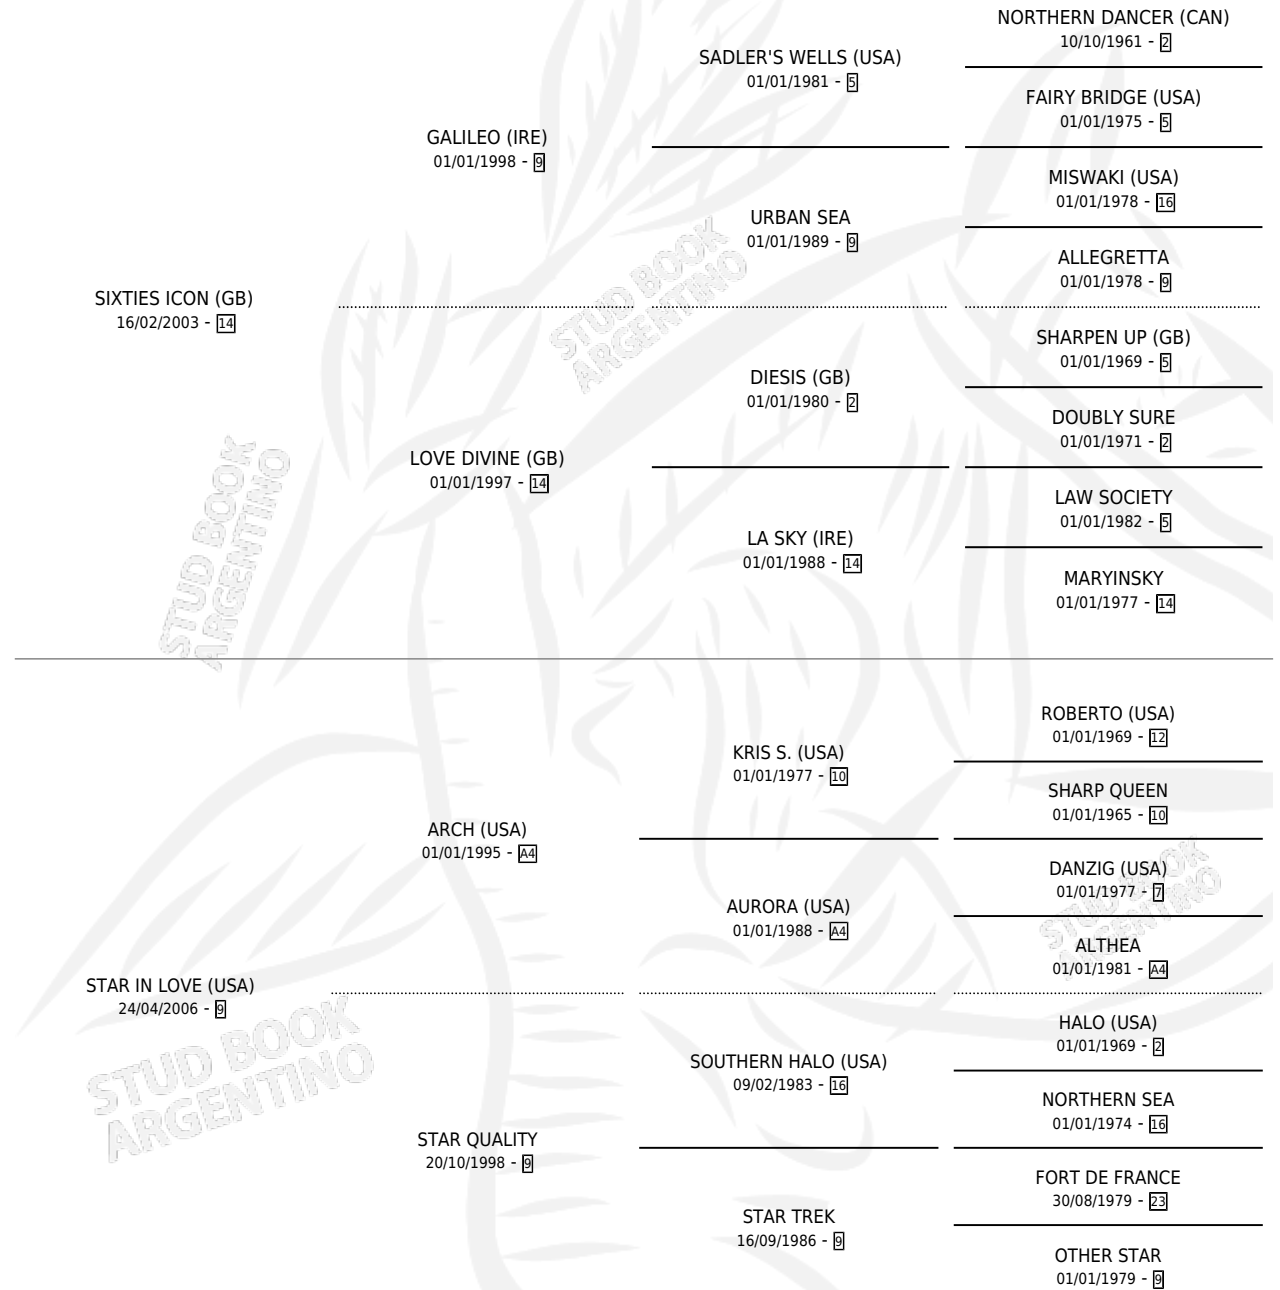 NORTHERN DANCER (CAN)
10/10/1961 - 2
SADLER'S WELLS (USA)
01/01/1981 - 5
FAIRY BRIDGE (USA)
01/01/1975 - 5
GALILEO (IRE)
01/01/1998 - 9
MISWAKI (USA)
01/01/1978 - 16
URBAN SEA
01/01/1989 - 9
ALLEGRETTA
01/01/1978 - 9
SIXTIES ICON (GB)
16/02/2003 - 14
STUD BOOK
ARGENTINO
SHARPEN UP (GB)
01/01/1969 - 5
DIESIS (GB)
01/01/1980 - 2
DOUBLY SURE
01/01/1971 - 2
LOVE DIVINE (GB)
01/01/1997 - 14
LAW SOCIETY
01/01/1982 - 5
LA SKY (IRE)
01/01/1988 - 14
MARYINSKY
01/01/1977 - 14
STUD BOOK
ARGENTINO
ROBERTO (USA)
01/01/1969 - 12
KRIS S. (USA)
01/01/1977 - 10
SHARP QUEEN
01/01/1965 - 10
ARCH (USA)
01/01/1995 - A4
DANZIG (USA)
01/01/1977 - 7
AURORA (USA)
01/01/1988 - A4
ALTHEA
01/01/1981 - A4
STUD BOOK
ARGENTINO
STAR IN LOVE (USA)
24/04/2006 - 9
STUD BOOK
ARGENTINO
HALO (USA)
01/01/1969 - 2
SOUTHERN HALO (USA)
09/02/1983 - 16
NORTHERN SEA
01/01/1974 - 16
STAR QUALITY
20/10/1998 - 9
FORT DE FRANCE
30/08/1979 - 23
STAR TREK
16/09/1986 - 9
OTHER STAR
01/01/1979 - 9